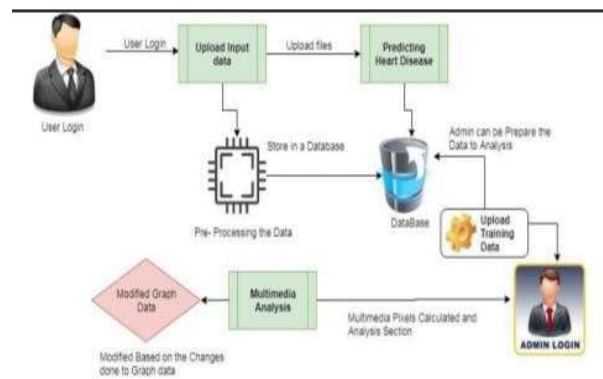 User Login
Upload Input
data
Upload files
Predicting
Heart Disease
User Login
Store in a Database
Admin can be Prepare the
Data to Analysis
Pre- Processing the Data
DataBase
Upload
Training
Data
Modified Graph
Data
Multimedia
Analysis
Multimedia Pixels Calculated and
Analysis Section
ADMIN LOGIN
Modified Based on the Changes
done to Graph data